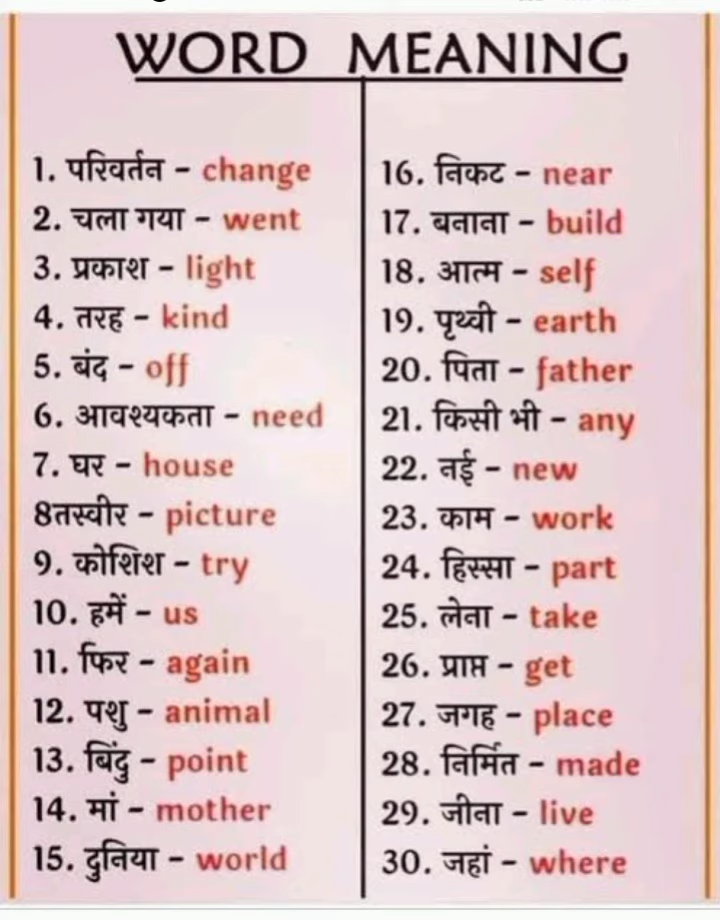 WORD MEANING
1. परिवर्तन - change
2. चला गया - went
3. प्रकाश - light
4. तरह - kind
5. बंद - off
6. आवश्यकता - need
7. घर - house
8तस्वीर - picture
9. कोशिश - try
10. हमें - us
11. फिर - again
12. पशु - animal
13. बिंदु - point
14. मां - mother
15. दुनिया - world
16. निकट - near
17. बनाना - build
18. आत्म - self
19. पृथ्वी - earth
20. पिता - father
21. किसी भी - any
22. नई - new
23. काम - work
24. हिस्सा - part
25. लेना - take
26. प्राप्त - get
27. जगह - place
28. निर्मित - made
29. जीना - live
30. जहां - where